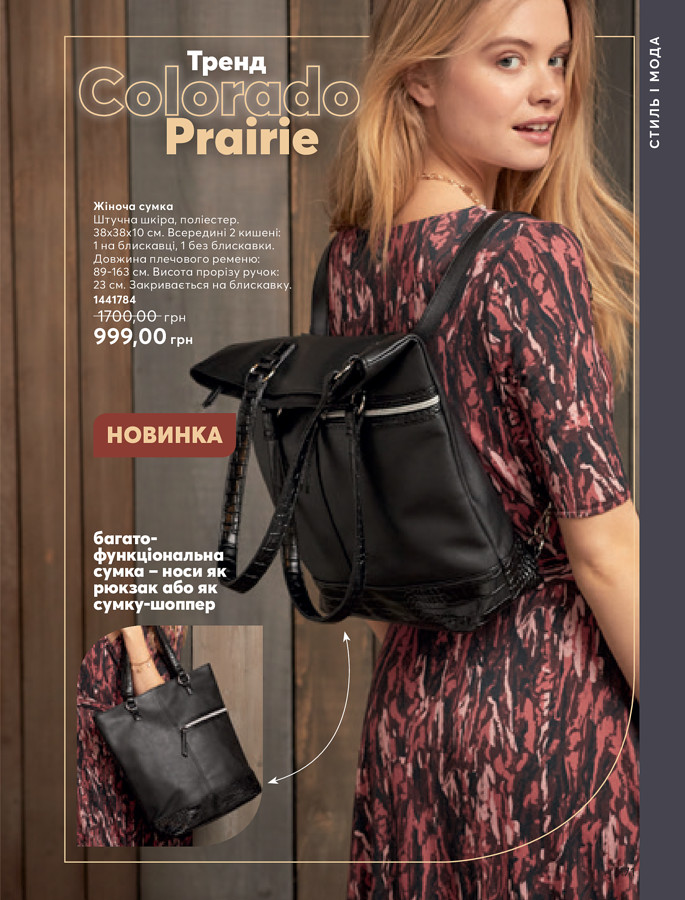 Тренд
Colorado
Prairie
СТИЛЬ І МОДА
Жіноча сумка
Штучна шкіра, поліестер.
38х38х10 см. Всередині 2 кишені:
1 на блискавці, 1 без блискавки.
Довжина плечового ременю:
89-163 см. Висота прорізу ручок:
23 см. Закривається на блискавку.
1441784
1700,00 грн
999,00 грн
НОВИНКА
багато-
функціональна
сумка – носи як
рюкзак або як
сумку-шоппер